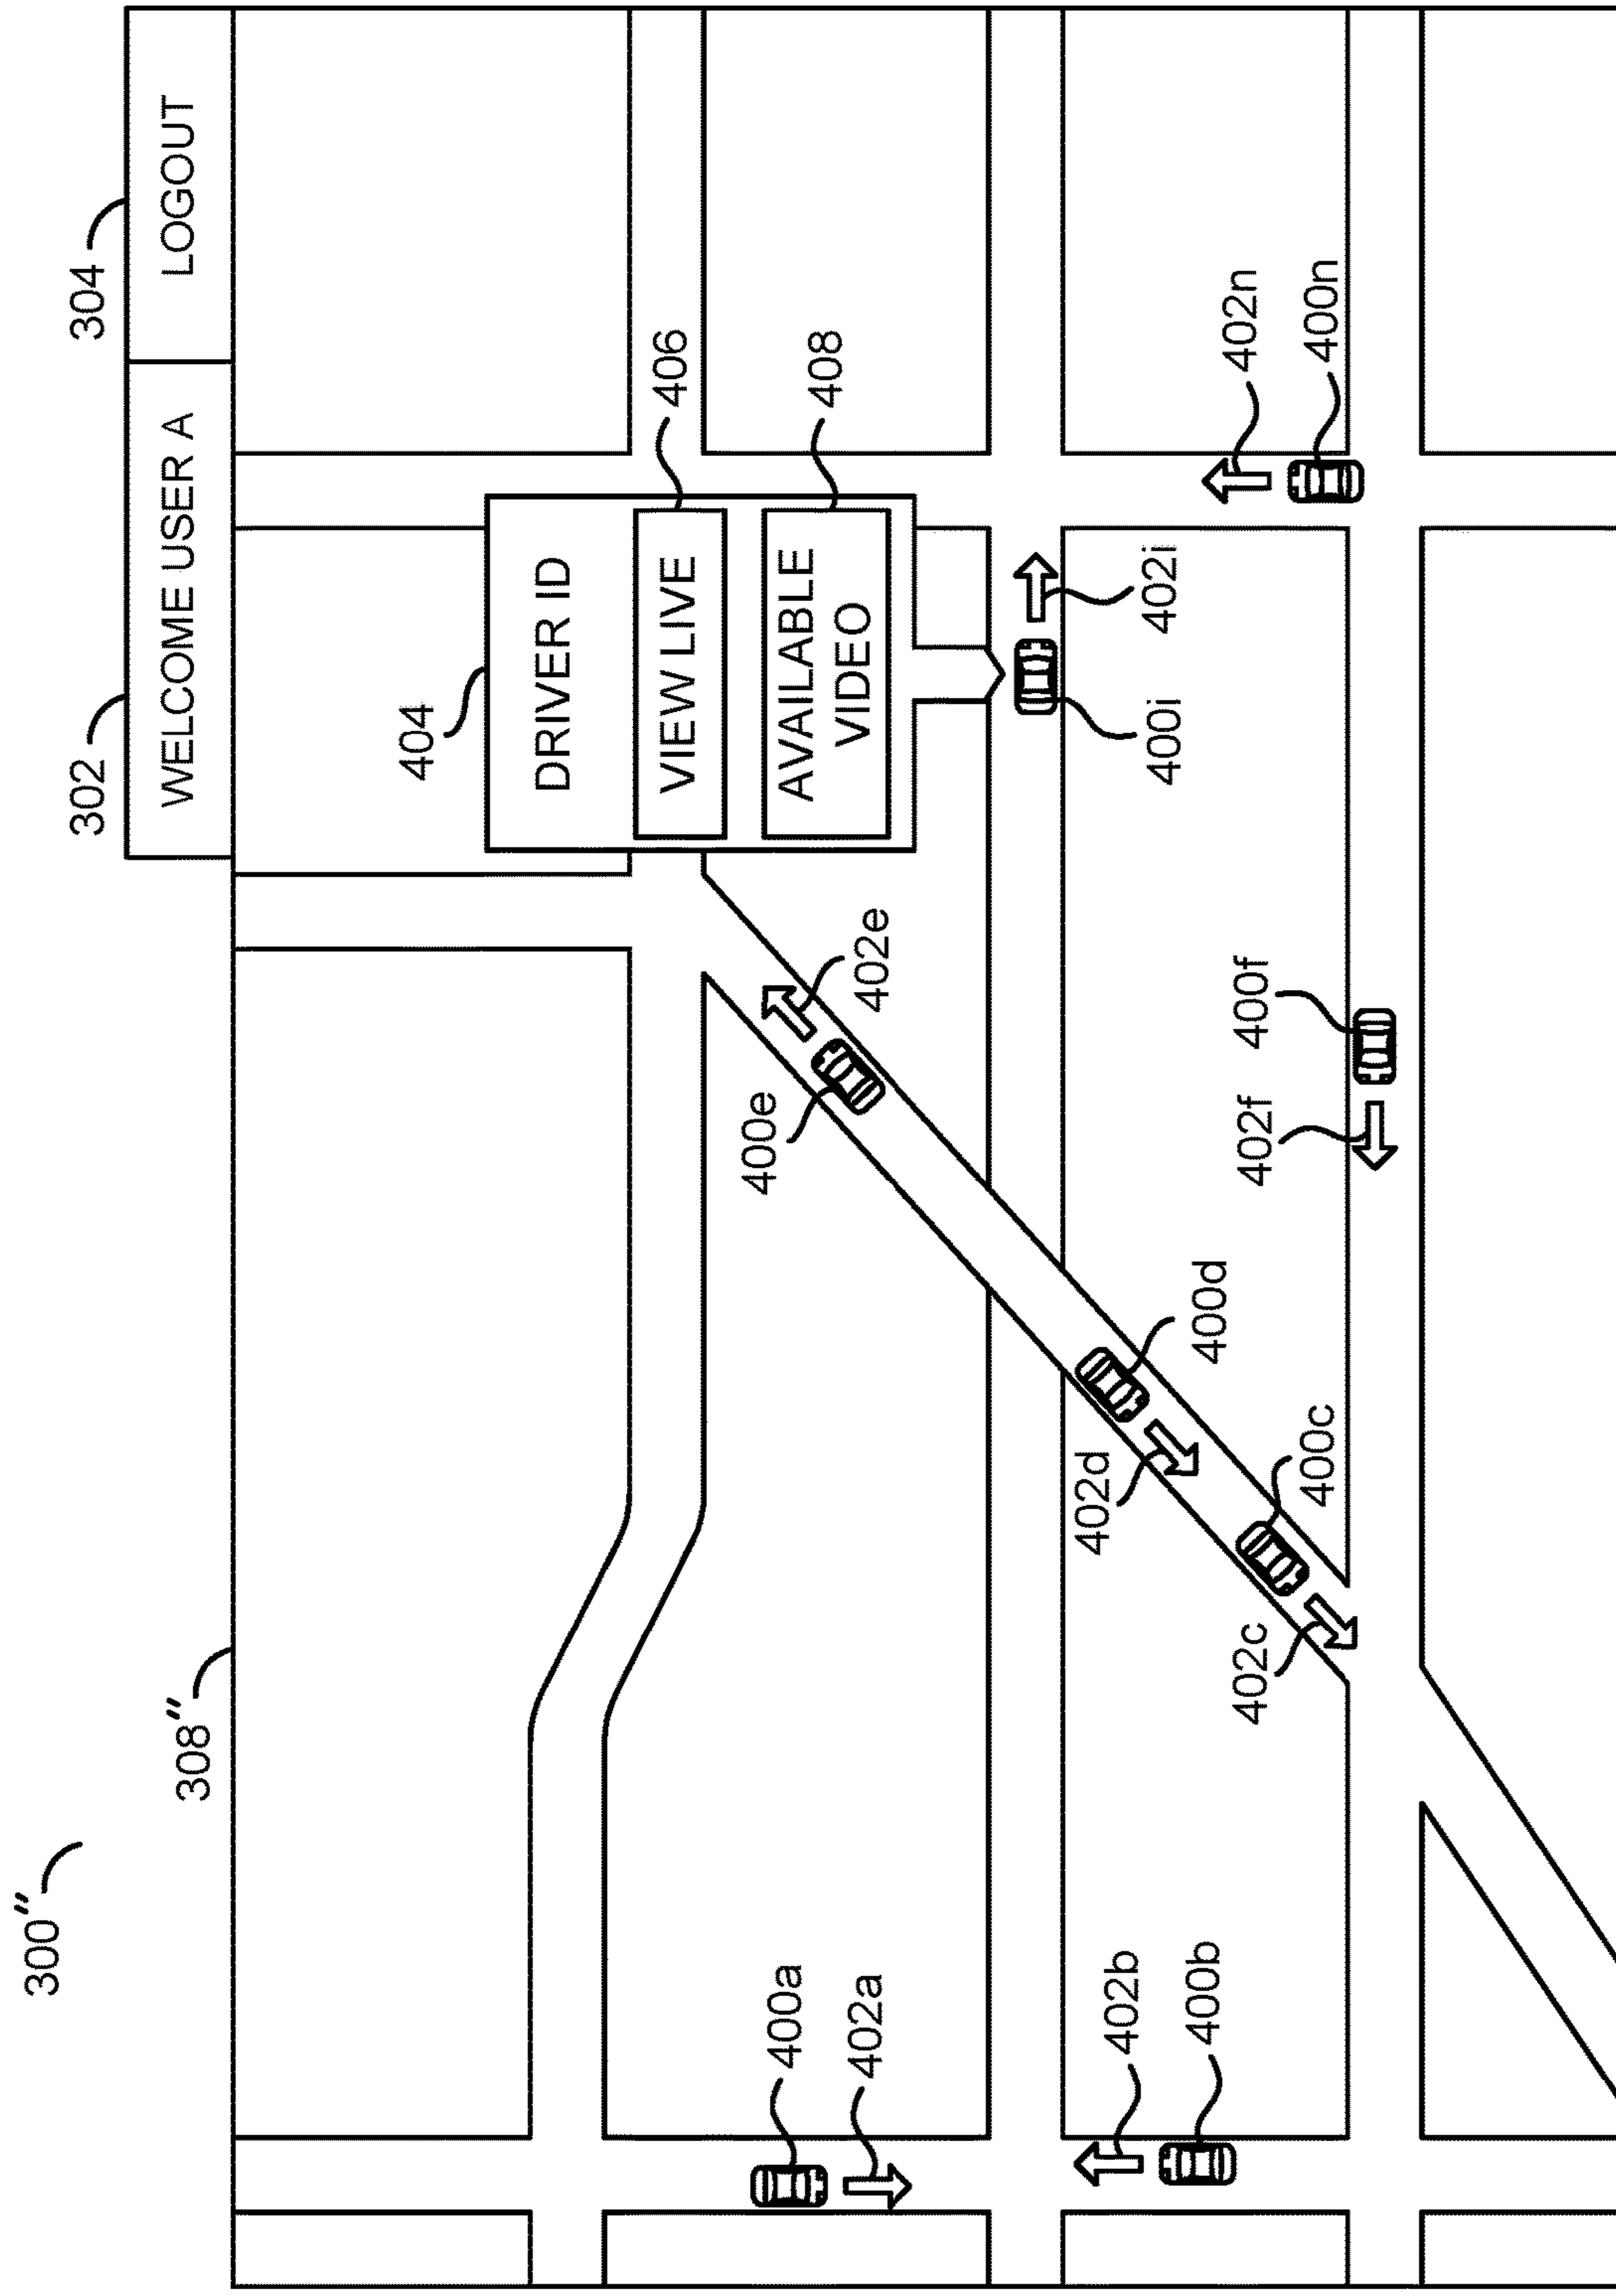 300″
302 304
308″ WELCOME USER A LOGOUT
404
DRIVER ID
VIEW LIVE 406
400a 400e
AVAILABLE 408
VIDEO
402a 402e
402b 402d 400i 402i
400b 400d
402c 402f 400f 402n
400c 400n